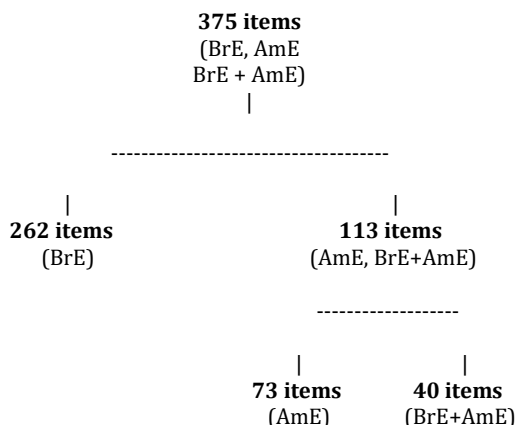 375 items
(BrE, AmE
BrE + AmE)
|
-------------------------------------
| |
262 items 113 items
(BrE) (AmE, BrE+AmE)
-------------------
| |
73 items 40 items
(AmE) (BrE+AmE)